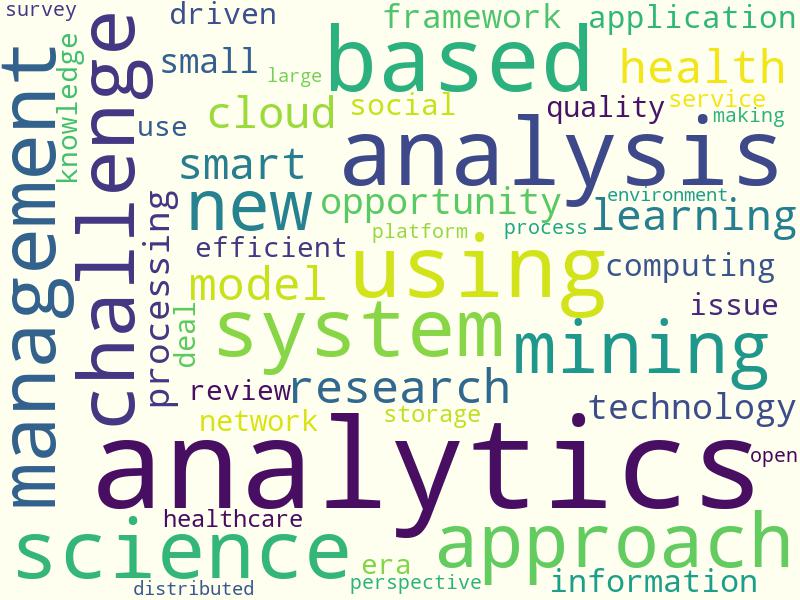 survey
driven
framework
application
knowledge
challenge
small
large
based
health
management
use
cloud
social
quality
service
making
smart
analysis
processing
new
opportunity
environment
learning
platform
process
efficient
using
computing
model
deal
system
issue
mining
review
research
network
storage
technology
analytics
open
healthcare
science
approach
era
distributed
perspective
information